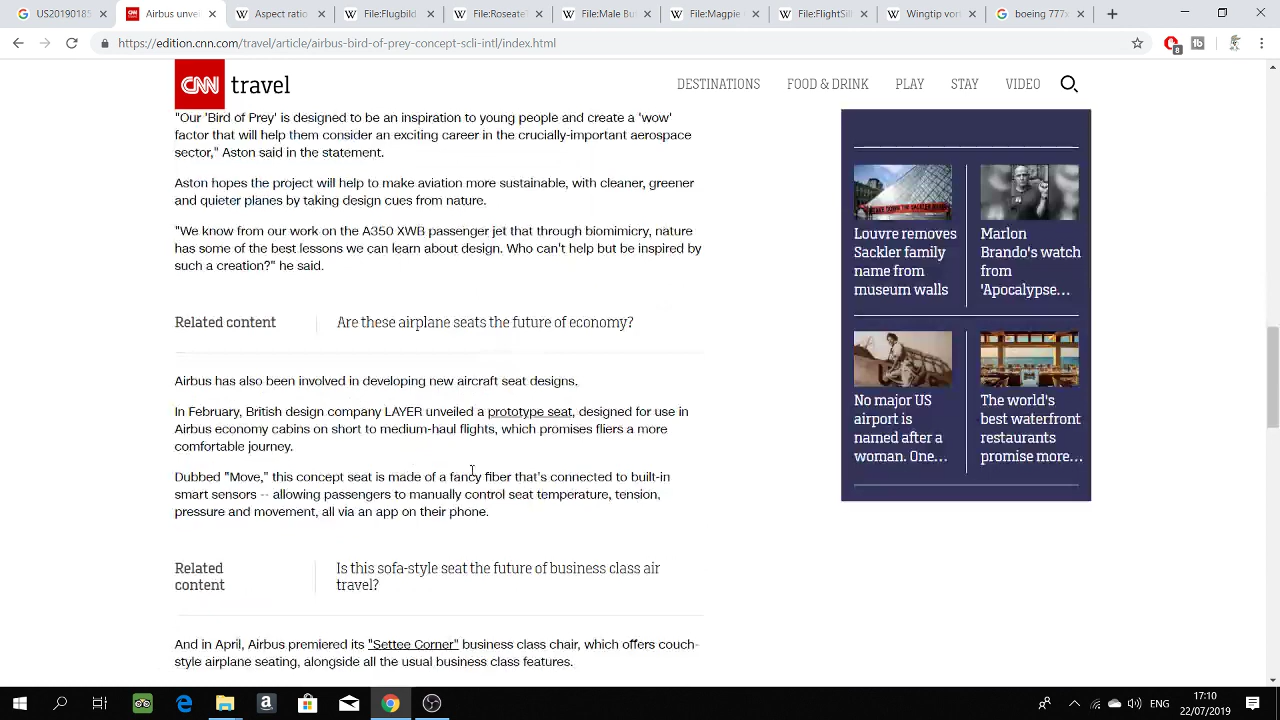 US2019018
Airbus unve
Aspect ratio
File:Flugbild
File:RoseateT
File:Male Bu
File:Magpie
File:FlightSil
Wingtip vor
boeing 777x
https://edition.cnn.com/travel/article/airbus-bird-of-prey-concept-cli-intl/index.html
8
CNN travel
DESTINATIONS
FOOD & DRINK
PLAY
STAY
VIDEO
"Our 'Bird of Prey' is designed to be an inspiration to young people and create a 'wow'
factor that will help them consider an exciting career in the crucially-important aerospace
sector," Aston said in the statement.
Aston hopes the project will help to make aviation more sustainable, with cleaner, greener
and quieter planes by taking design cues from nature.
"We know from our work on the A350 XWB passenger jet that through biomimicry, nature
has some of the best lessons we can learn about design. Who can't help but be inspired by
such a creation?" he said.
Related content
Are these airplane seats the future of economy?
Airbus has also been involved in developing new aircraft seat designs.
In February, British design company LAYER unveiled a prototype seat, designed for use in
Airbus economy cabins on short to medium-haul flights, which promises fliers a more
comfortable journey.
Dubbed "Move," this concept seat is made of a fancy fiber that's connected to built-in
smart sensors -- allowing passengers to manually control seat temperature, tension,
pressure and movement, all via an app on their phone.
Related
content
Is this sofa-style seat the future of business class air
travel?
And in April, Airbus premiered its "Settee Corner" business class chair, which offers couch-
style airplane seating, alongside all the usual business class features.
Louvre removes
Sackler family
name from
museum walls
Marlon
Brando's watch
from
'Apocalypse...
No major US
airport is
named after a
woman. One...
The world's
best waterfront
restaurants
promise more...
ENG
17:10
22/07/2019